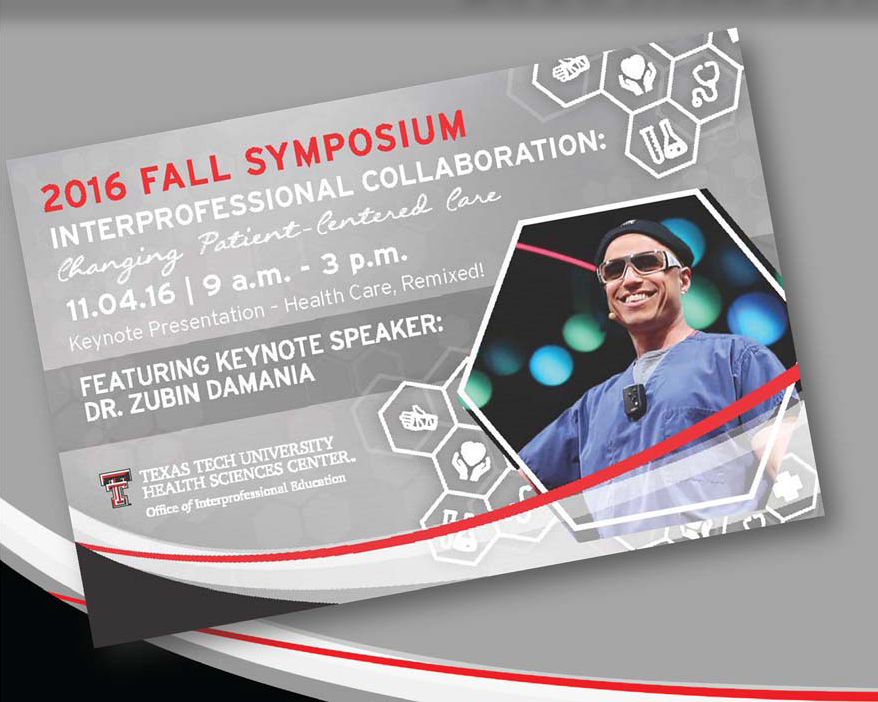 2016 FALL SYMPOSIUM
INTERPROFESSIONAL COLLABORATION:
Changing Patient-Centered Care
11.04.16 | 9 a.m. - 3 p.m.
Keynote Presentation - Health Care, Remixed!
FEATURING KEYNOTE SPEAKER:
DR. ZUBIN DAMANIA
TEXAS TECH UNIVERSITY
HEALTH SCIENCES CENTER™
Office of Interprofessional Education